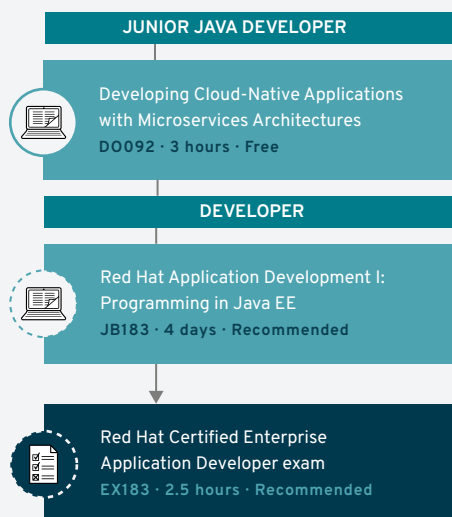 JUNIOR JAVA DEVELOPER
Developing Cloud-Native Applications
with Microservices Architectures
DO092 · 3 hours · Free
DEVELOPER
Red Hat Application Development I:
Programming in Java EE
JB183 · 4 days · Recommended
Red Hat Certified Enterprise
Application Developer exam
EX183 · 2.5 hours · Recommended